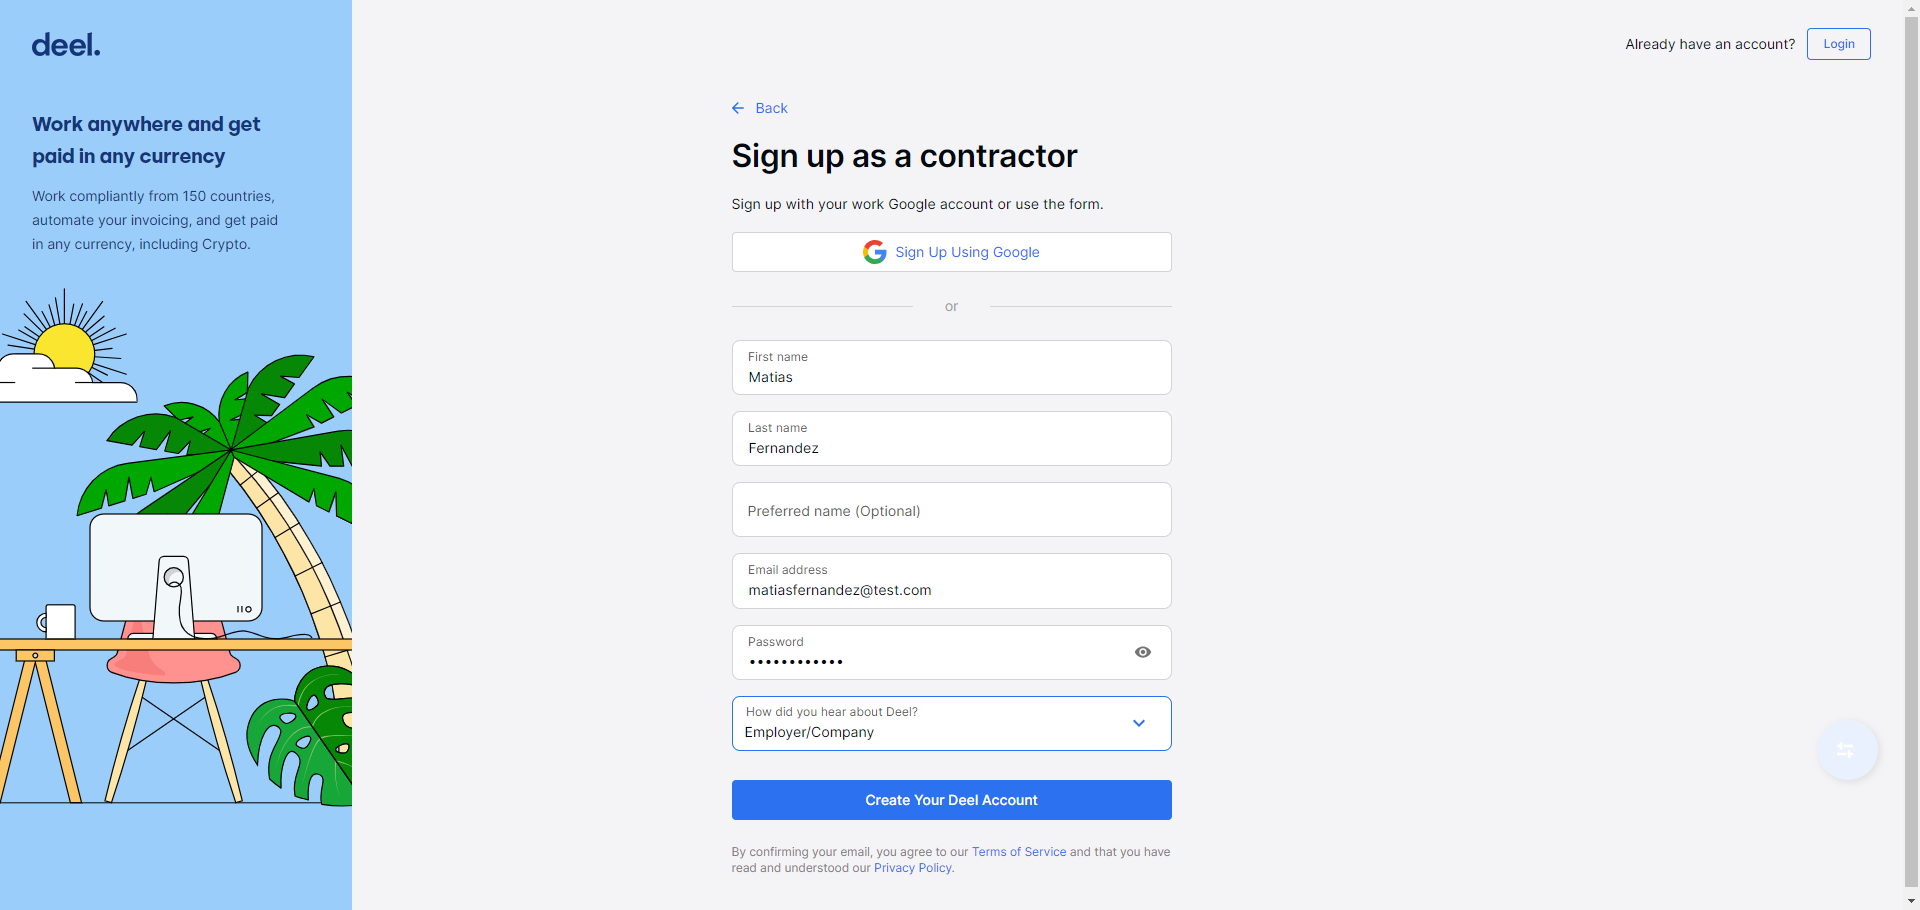 deel.
Work anywhere and get
paid in any currency
Work compliantly from 150 countries,
automate your invoicing, and get paid
in any currency, including Crypto.
Already have an account?
Login
Back
Sign up as a contractor
Sign up with your work Google account or use the form.
Sign Up Using Google
or
First name
Matias
Last name
Fernandez
Preferred name (Optional)
Email address
matiasfernandez@test.com
Password
••••••••••••
How did you hear about Deel?
Employer/Company
Create Your Deel Account
By confirming your email, you agree to our Terms of Service and that you have
read and understood our Privacy Policy.